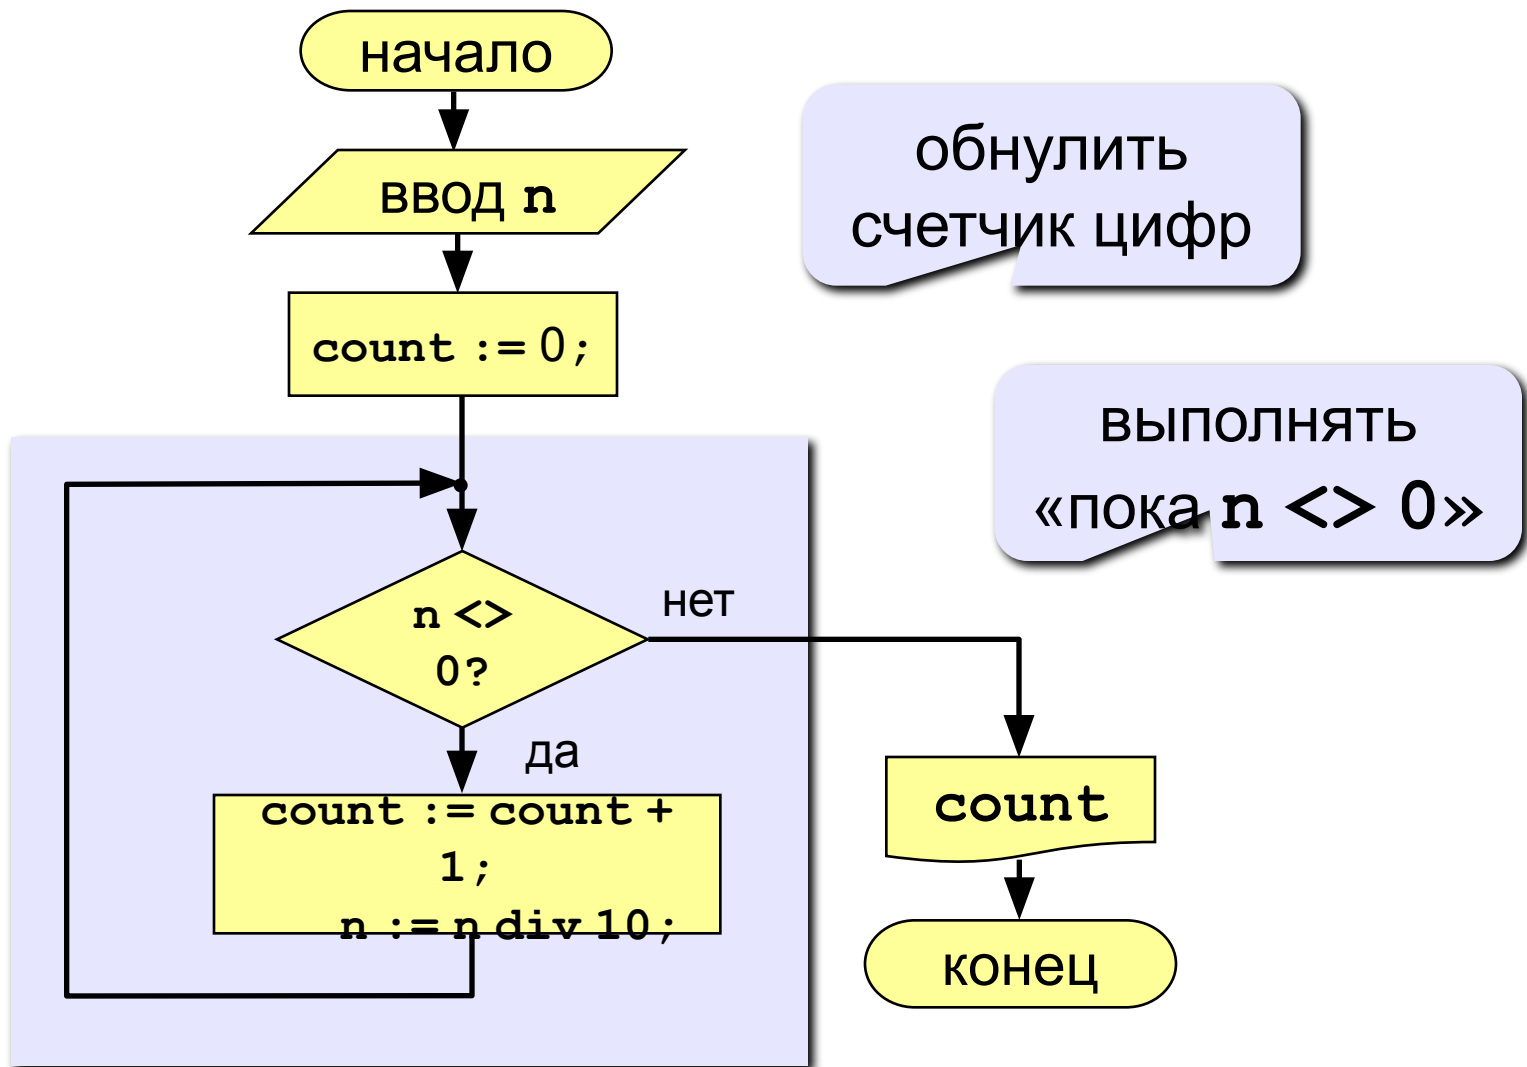 начало
ввод n
обнулить
счетчик цифр
count := 0;
выполнять
«пока n <> 0»
n <>
0?
нет
да
count := count +
1;
n := n div 10;
count
конец